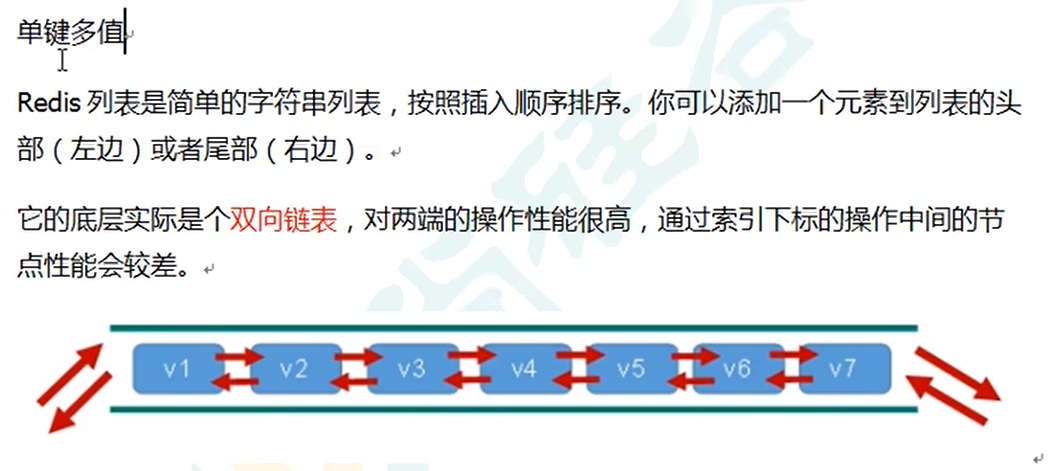 单键多值
Redis 列表是简单的字符串列表，按照插入顺序排序。你可以添加一个元素到列表的头
部（左边）或者尾部（右边）。
它的底层实际是个双向链表，对两端的操作性能很高，通过索引下标的操作中间的节
点性能会较差。
v1 v2 v3 v4 v5 v6 v7